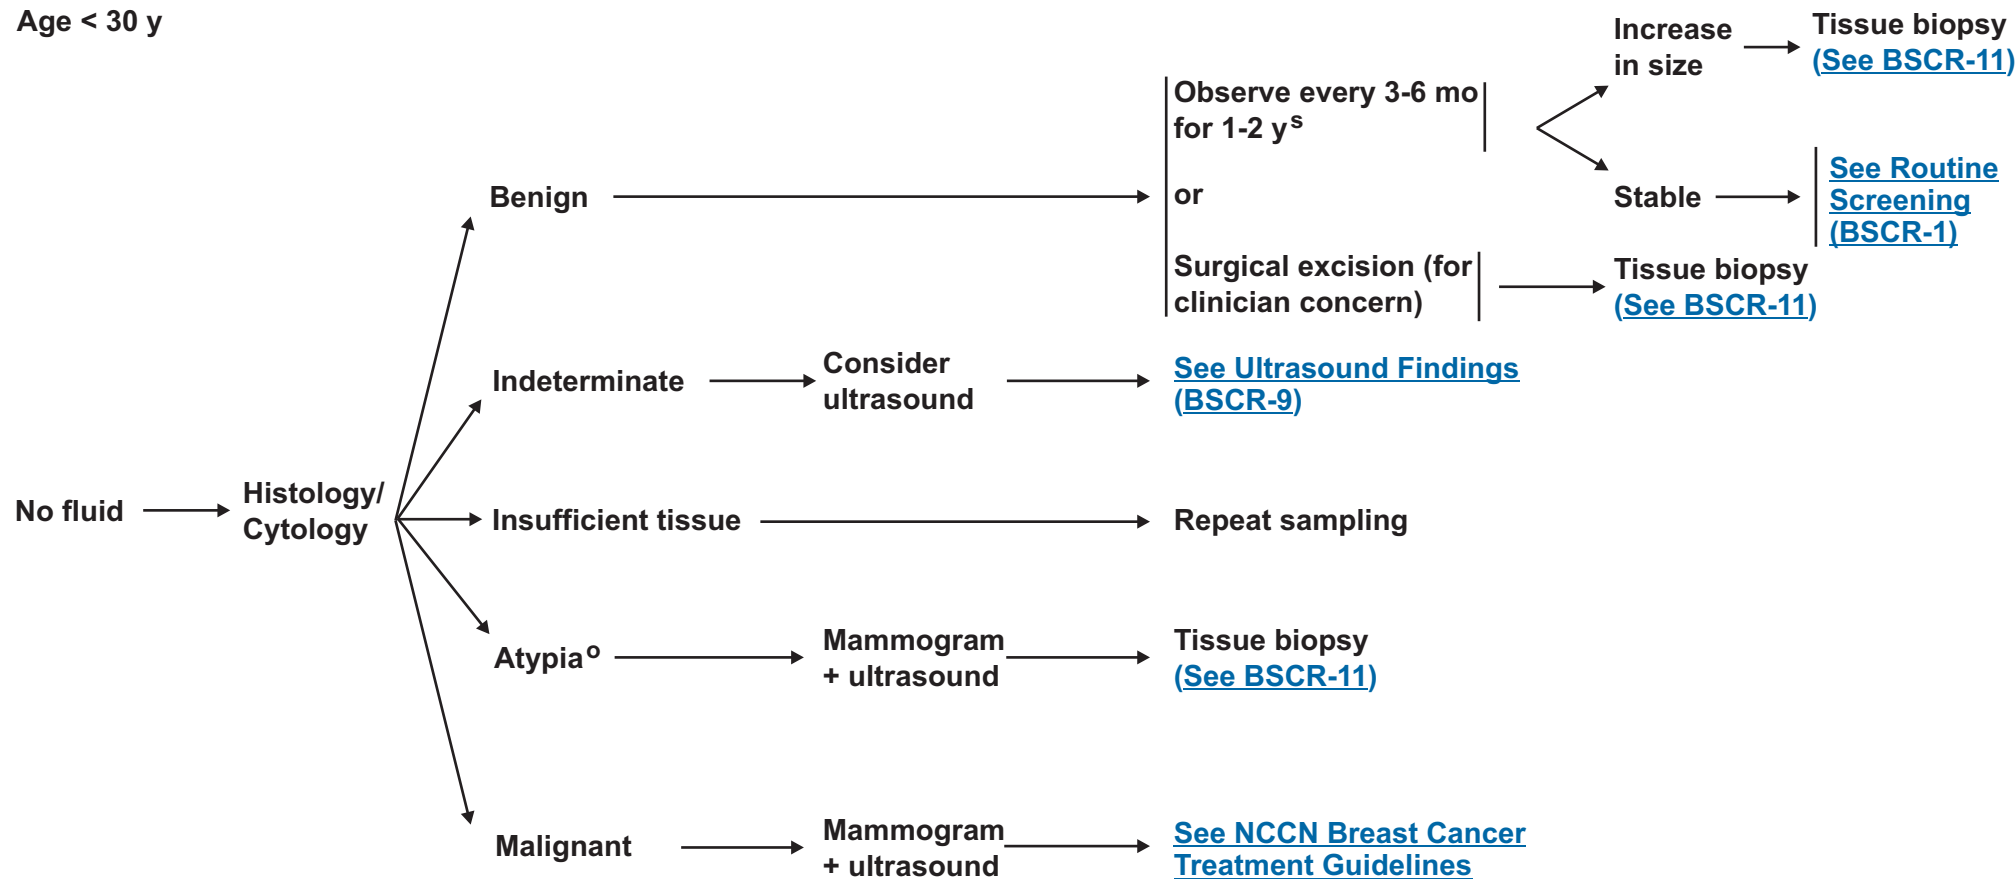 Age < 30 y
No fluid
Histology/
Cytology
Benign
Observe every 3-6 mo
for 1-2 y s
or
Surgical excision (for
clinician concern)
Increase
in size
Tissue biopsy
(See BSCR-11)
Stable
See Routine
Screening
(BSCR-1)
Tissue biopsy
(See BSCR-11)
Indeterminate
Consider
ultrasound
See Ultrasound Findings
(BSCR-9)
Insufficient tissue
Repeat sampling
Atypia o
Mammogram
+ ultrasound
Tissue biopsy
(See BSCR-11)
Malignant
Mammogram
+ ultrasound
See NCCN Breast Cancer
Treatment Guidelines